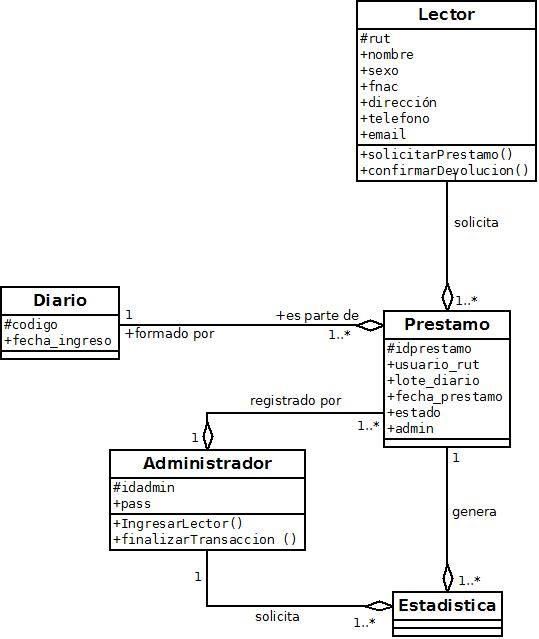 Lector
#rut
+nombre
+sexo
+fnac
+dirección
+telefono
+email
+solicitarPrestamo()
+confirmarDevolucion()
1
solicita
1..*
Diario
#codigo
+fecha_ingreso
1
+formado por
+es parte de
1..*
Prestamo
#idprestamo
+usuario_rut
+lote_diario
+fecha_prestamo
+estado
+admin
registrado por
1..*
1
Administrador
#idadmin
+pass
+IngresarLector()
+finalizarTransaccion ()
1
genera
1..*
1
solicita
1..*
Estadistica